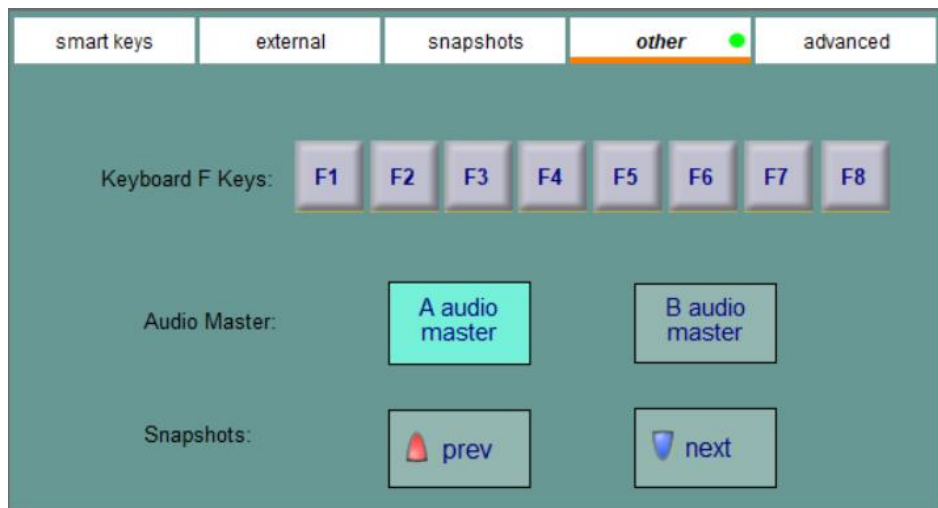 smart keys external snapshots other advanced
Keyboard F Keys: F1 F2 F3 F4 F5 F6 F7 F8
Audio Master:
A audio
master
B audio
master
Snapshots: prev next